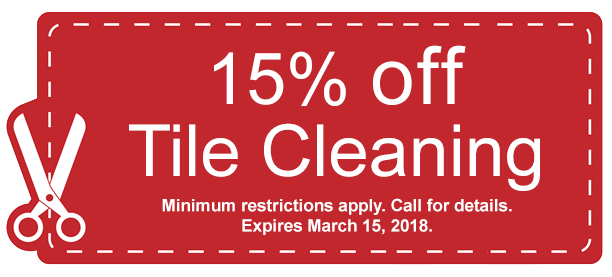 15% off
Tile Cleaning
Minimum restrictions apply. Call for details.
Expires March 15, 2018.